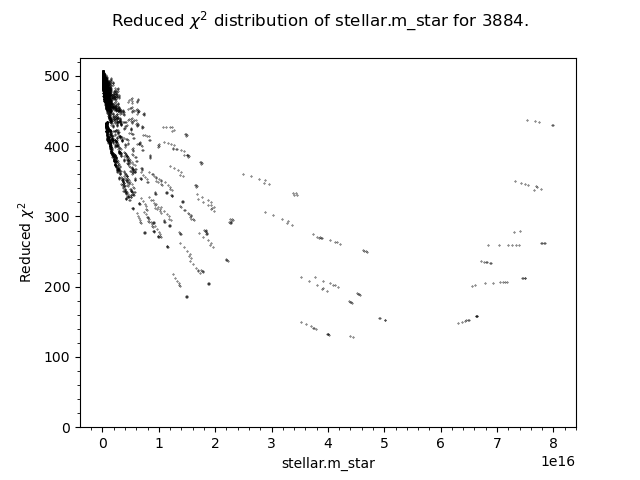 Reduced χ² distribution of stellar.m_star for 3884.
500
400
300
200
100
0
Reduced χ²
0 1 2 3 4 5 6 7 8
1e16
stellar.m_star